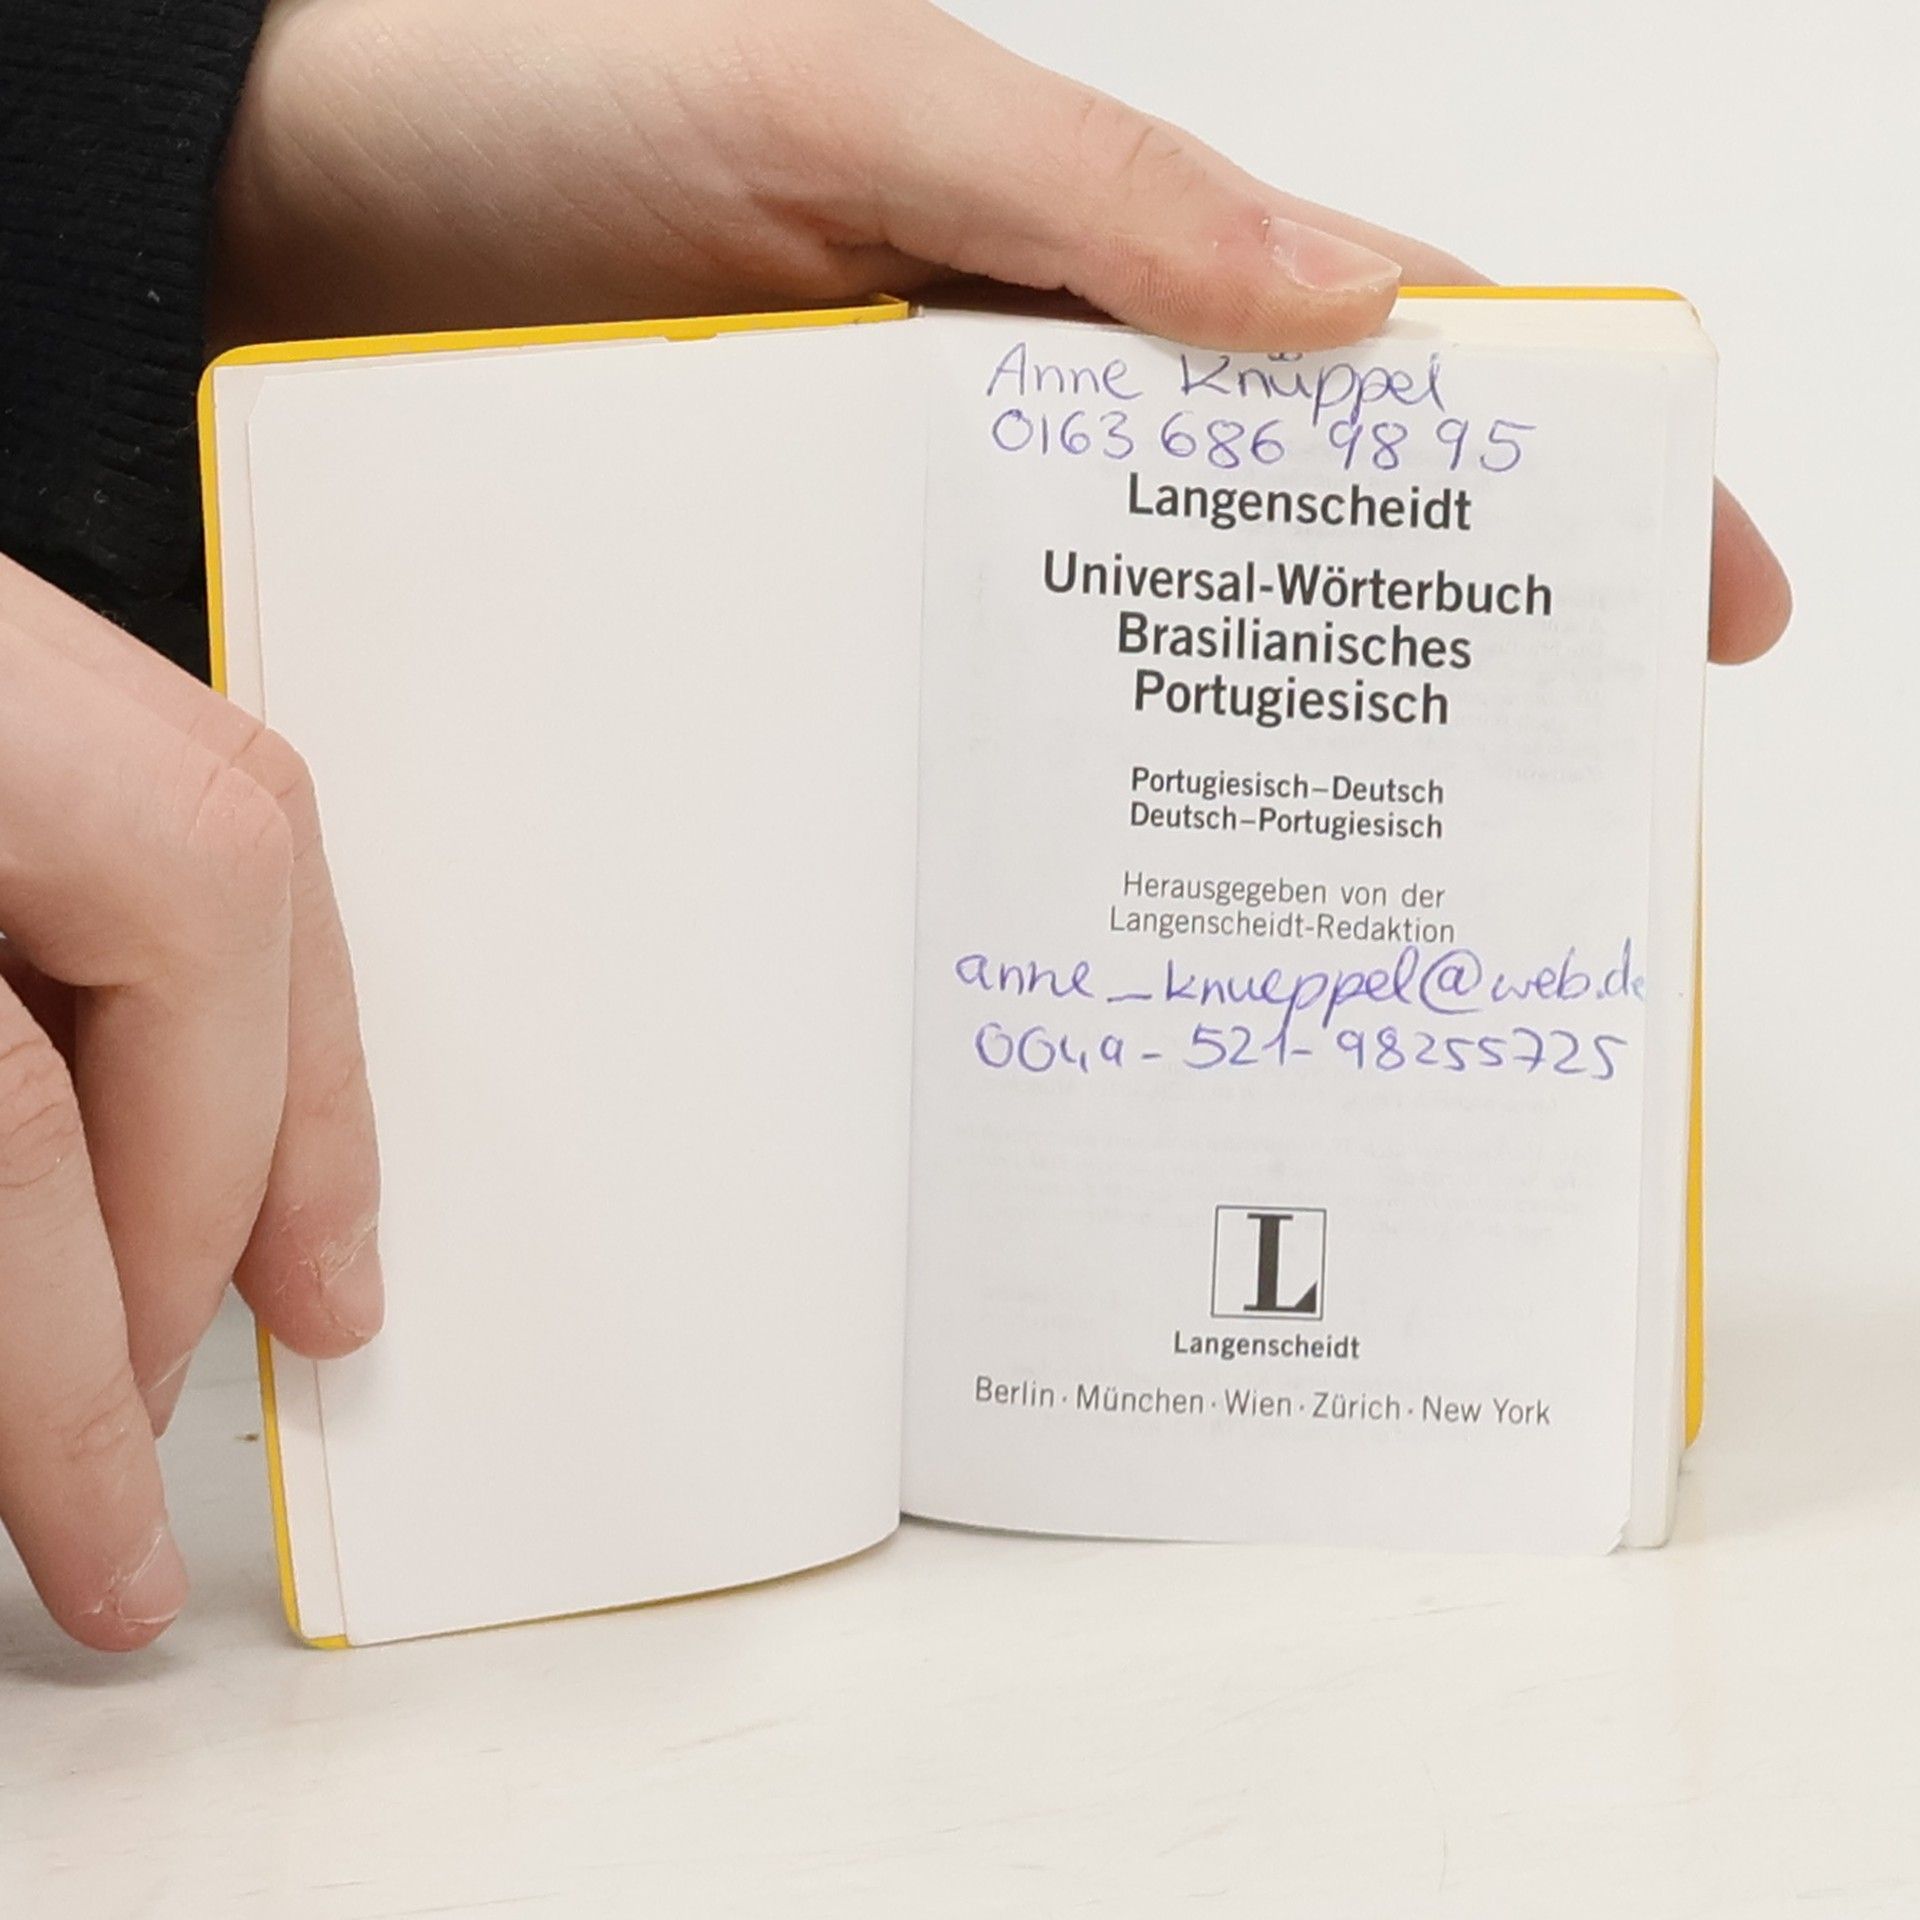 Anne Knüppel
0163 686 98 95
Langenscheidt
Universal-Wörterbuch
Brasilianisches
Portugiesisch
Portugiesisch–Deutsch
Deutsch–Portugiesisch
Herausgegeben von der
Langenscheidt-Redaktion
anne_knueppel@web.de
0049 - 521- 98255725
L
Langenscheidt
Berlin · München · Wien · Zürich · New York